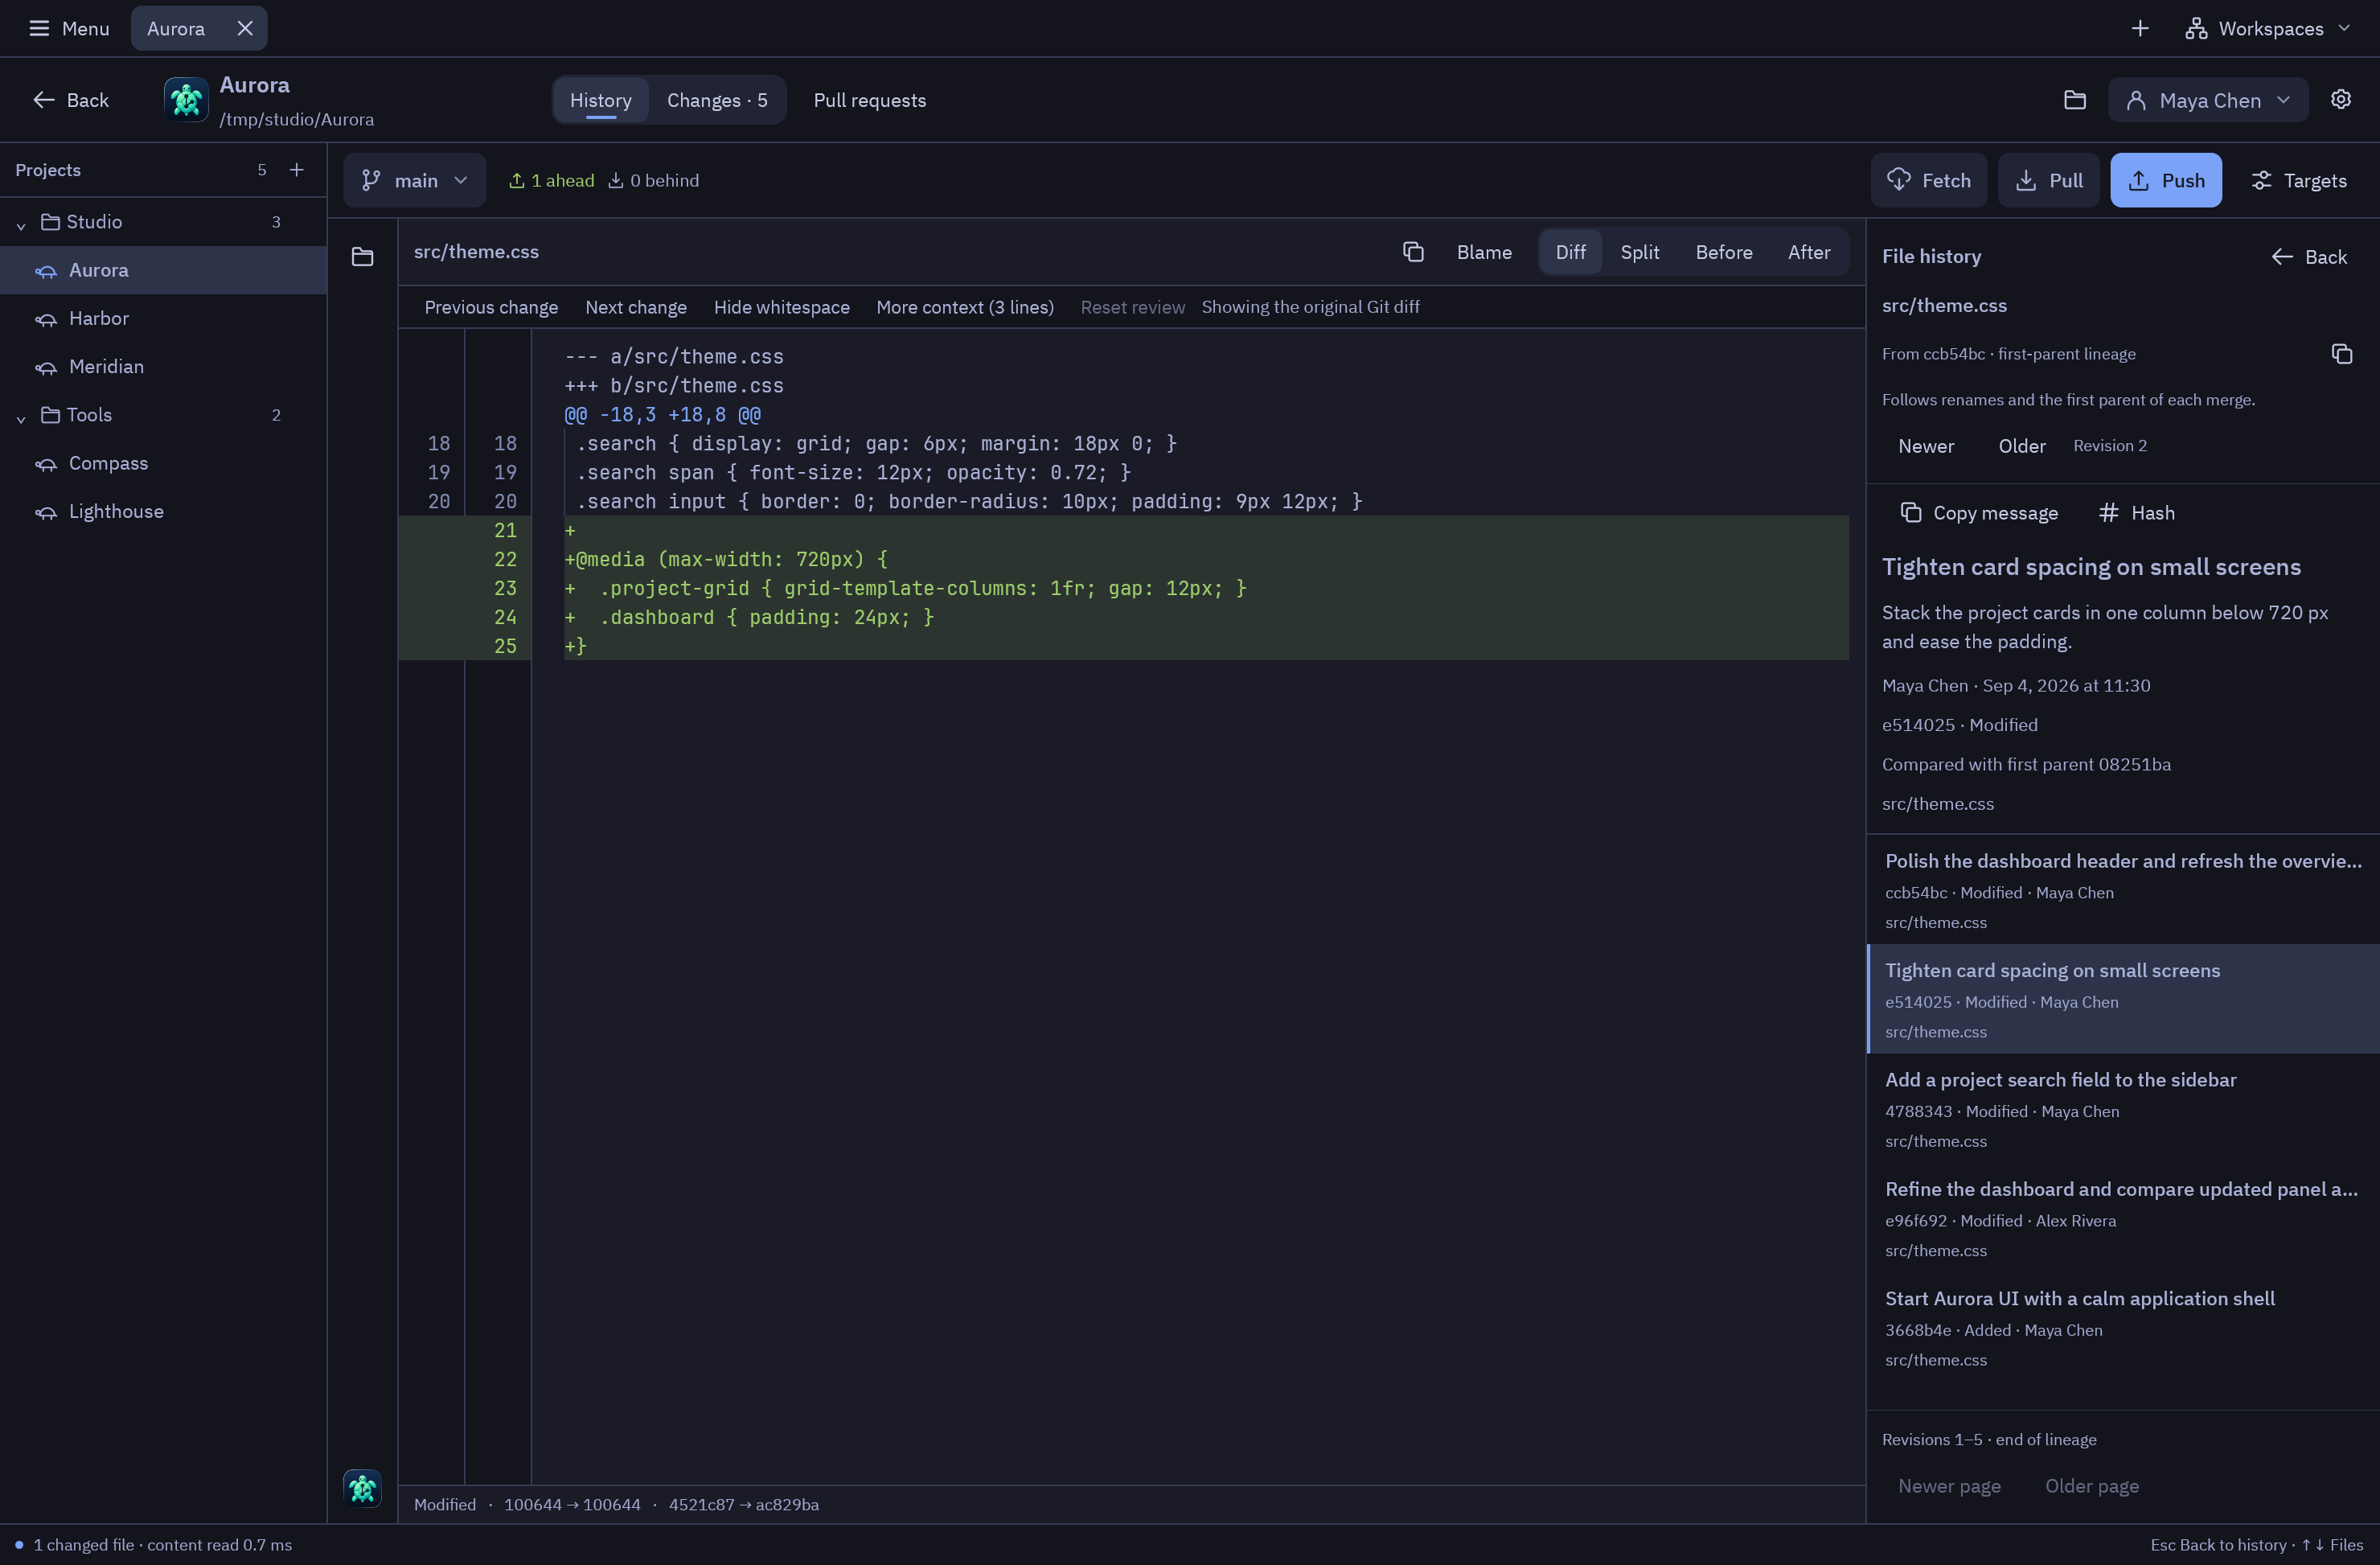 Menu
Aurora
Workspaces
Back
Aurora
/tmp/studio/Aurora
History
Changes · 5
Pull requests
Maya Chen
Projects
5
Studio
3
Aurora
Harbor
Meridian
Tools
2
Compass
Lighthouse
main
1 ahead
0 behind
Fetch
Pull
Push
Targets
src/theme.css
Blame
Diff
Split
Before
After
Previous change
Next change
Hide whitespace
More context (3 lines)
Reset review
Showing the original Git diff
--- a/src/theme.css
+++ b/src/theme.css
@@ -18,3 +18,8 @@
18 18 .search { display: grid; gap: 6px; margin: 18px 0; }
19 19 .search span { font-size: 12px; opacity: 0.72; }
20 20 .search input { border: 0; border-radius: 10px; padding: 9px 12px; }
21 +
22 +@media (max-width: 720px) {
23 +  .project-grid { grid-template-columns: 1fr; gap: 12px; }
24 +  .dashboard { padding: 24px; }
25 +}
Modified · 100644 → 100644 · 4521c87 → ac829ba
File history
Back
src/theme.css
From ccb54bc · first-parent lineage
Follows renames and the first parent of each merge.
Newer
Older
Revision 2
Copy message
# Hash
Tighten card spacing on small screens
Stack the project cards in one column below 720 px
and ease the padding.
Maya Chen · Sep 4, 2026 at 11:30
e514025 · Modified
Compared with first parent 08251ba
src/theme.css
Polish the dashboard header and refresh the overvie...
ccb54bc · Modified · Maya Chen
src/theme.css
Tighten card spacing on small screens
e514025 · Modified · Maya Chen
src/theme.css
Add a project search field to the sidebar
4788343 · Modified · Maya Chen
src/theme.css
Refine the dashboard and compare updated panel a...
e96f692 · Modified · Alex Rivera
src/theme.css
Start Aurora UI with a calm application shell
3668b4e · Added · Maya Chen
src/theme.css
Revisions 1–5 · end of lineage
Newer page
Older page
1 changed file · content read 0.7 ms
Esc Back to history · ↑↓ Files